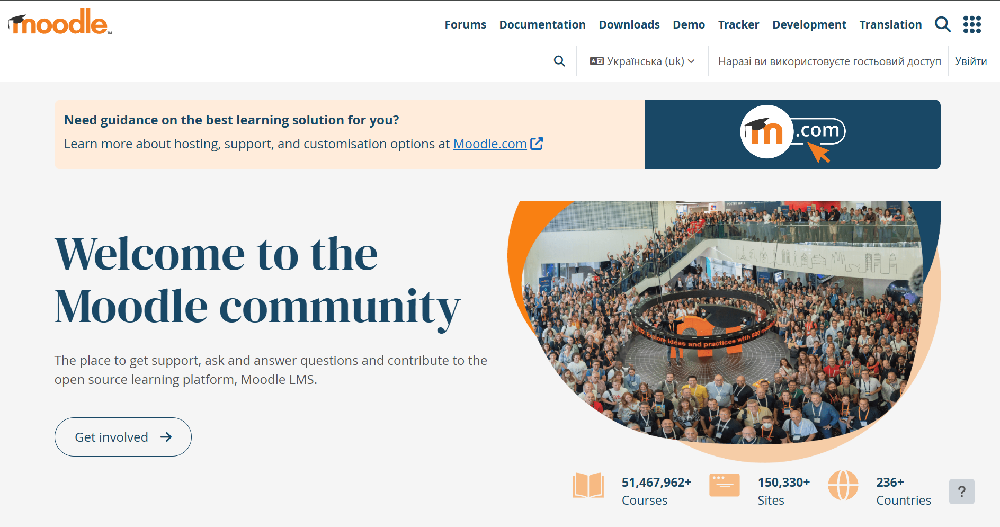 moodle™
Forums Documentation Downloads Demo Tracker Development Translation
Українська (uk) Наразі ви використовуєте гостьовий доступ Увійти
Need guidance on the best learning solution for you?
Learn more about hosting, support, and customisation options at Moodle.com
m .com
Welcome to the
Moodle community
The place to get support, ask and answer questions and contribute to the
open source learning platform, Moodle LMS.
Get involved
POSTER WALL
Explore ideas and practices with 800
51,467,962+
Courses
150,330+
Sites
236+
Countries
?